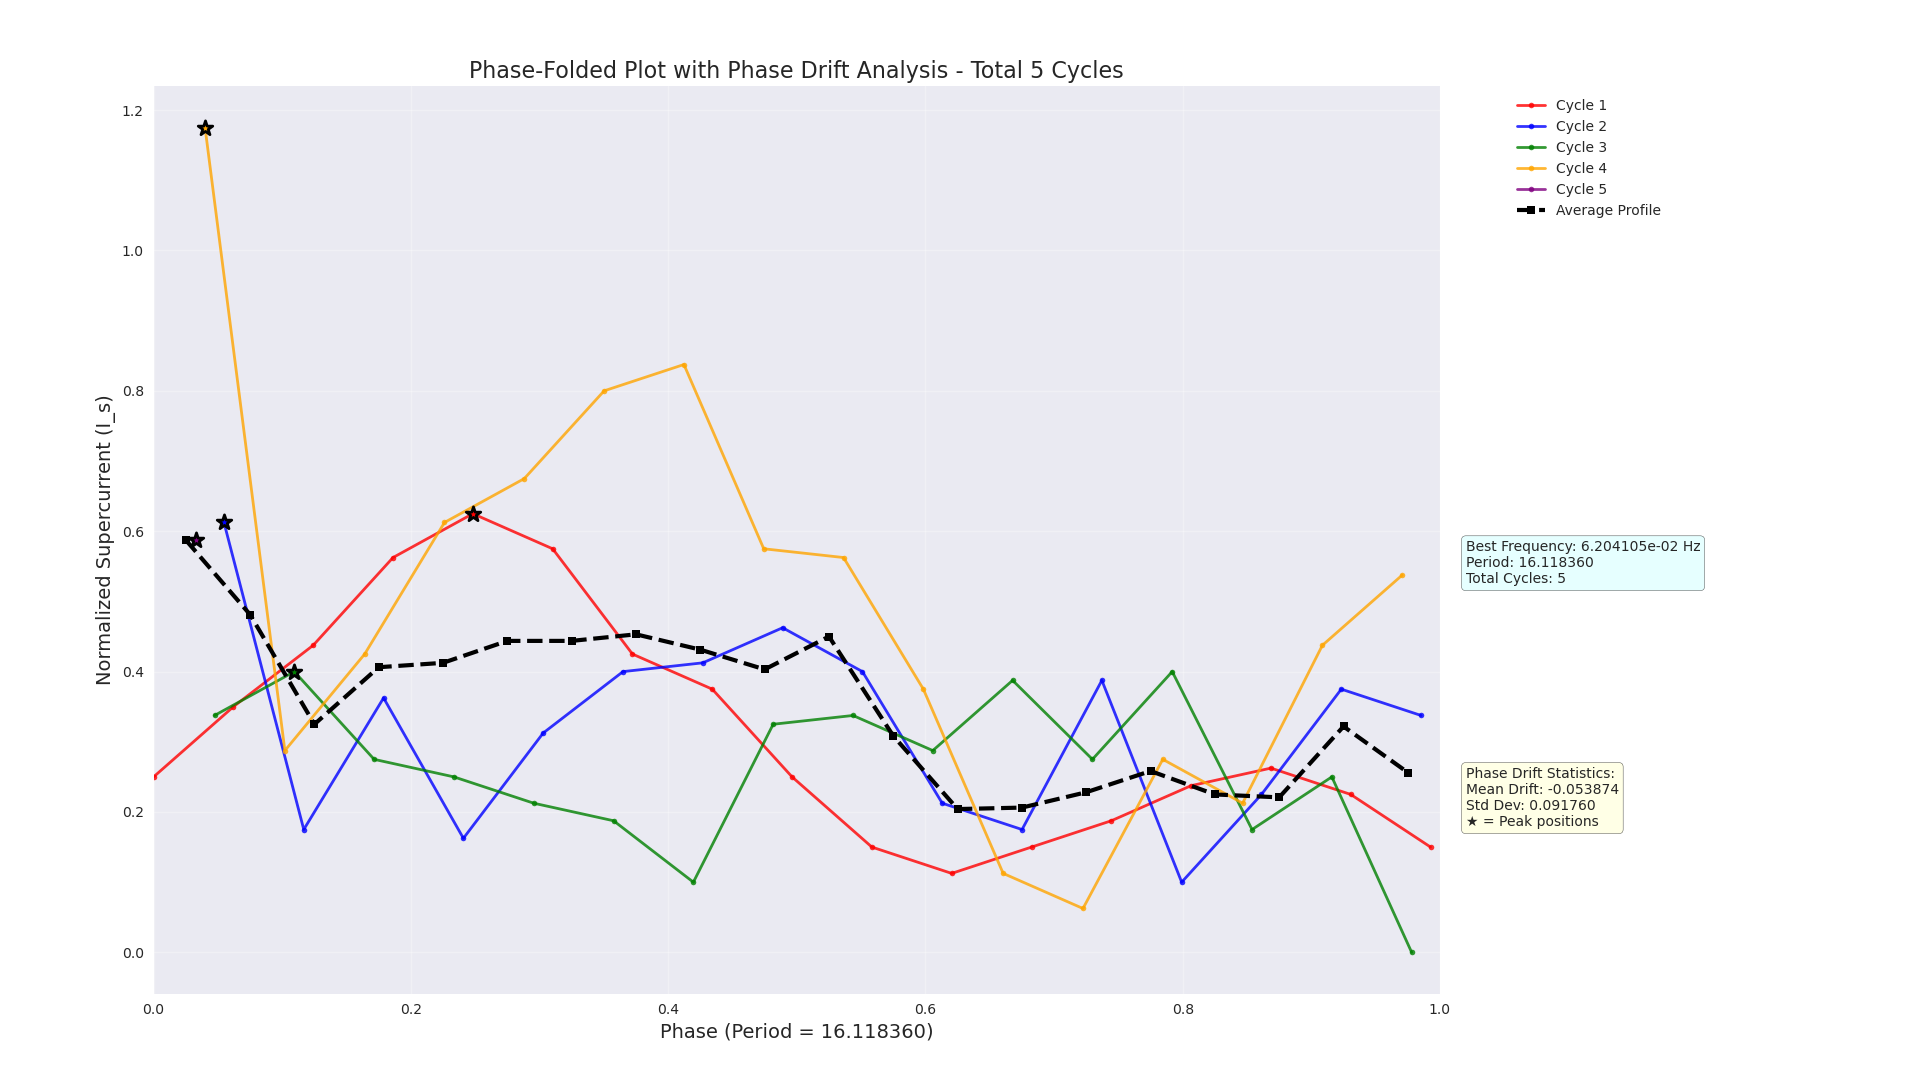 Phase-Folded Plot with Phase Drift Analysis - Total 5 Cycles
Normalized Supercurrent (I_s)
1.2
1.0
0.8
0.6
0.4
0.2
0.0
0.0
0.2
0.4
0.6
0.8
1.0
Phase (Period = 16.118360)
Cycle 1
Cycle 2
Cycle 3
Cycle 4
Cycle 5
Average Profile
Best Frequency: 6.204105e-02 Hz
Period: 16.118360
Total Cycles: 5
Phase Drift Statistics:
Mean Drift: -0.053874
Std Dev: 0.091760
★ = Peak positions